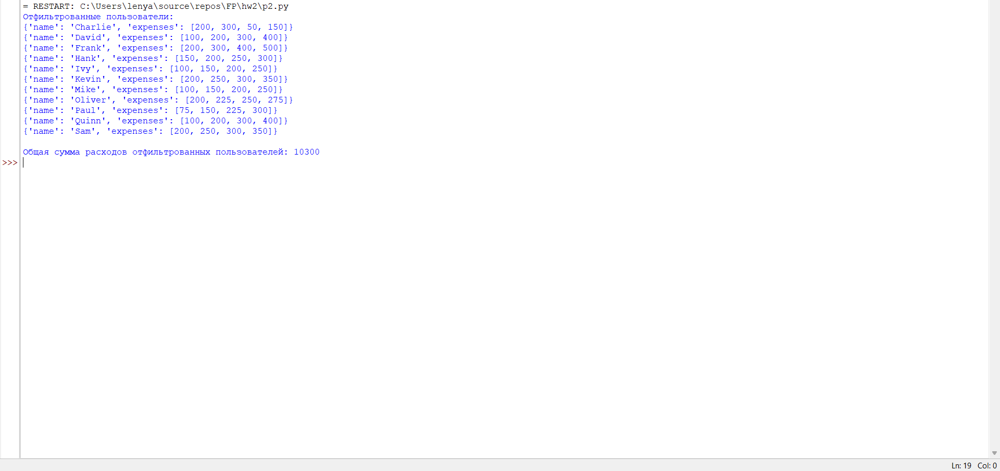 = RESTART: C:\Users\lenya\source\repos\FP\hw2\p2.py
Отфильтрованные пользователи:
{'name': 'Charlie', 'expenses': [200, 300, 50, 150]}
{'name': 'David', 'expenses': [100, 200, 300, 400]}
{'name': 'Frank', 'expenses': [200, 300, 400, 500]}
{'name': 'Hank', 'expenses': [150, 200, 250, 300]}
{'name': 'Ivy', 'expenses': [100, 150, 200, 250]}
{'name': 'Kevin', 'expenses': [200, 250, 300, 350]}
{'name': 'Mike', 'expenses': [100, 150, 200, 250]}
{'name': 'Oliver', 'expenses': [200, 225, 250, 275]}
{'name': 'Paul', 'expenses': [75, 150, 225, 300]}
{'name': 'Quinn', 'expenses': [100, 200, 300, 400]}
{'name': 'Sam', 'expenses': [200, 250, 300, 350]}
Общая сумма расходов отфильтрованных пользователей: 10300
>>>
Ln: 19 Col: 0